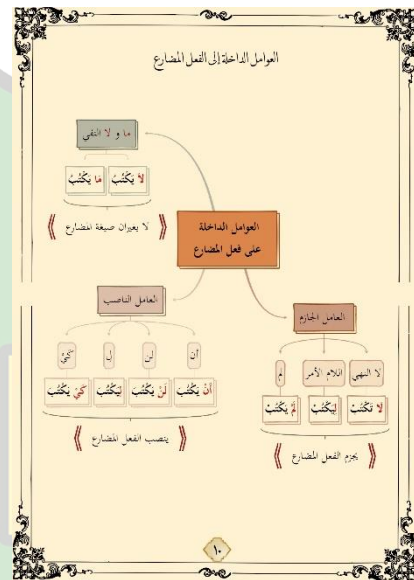 العوامل الداخلة إلى الفعل المضارع
ما و لا النفي
لَا يَكْتُبُ
مَا يَكْتُبُ
لا يغيران صيغة المضارع
العوامل الداخلة
على فعل المضارع
العامل الناصب
أن
لن
لِ
كَيْ
أَنْ يَكْتُبَ
لَنْ يَكْتُبَ
لِيَكْتُبَ
كَيْ يَكْتُبَ
ينصب الفعل المضارع
العامل الجازم
لا النهي
اللام الأمر
لم
لَا تَكْتُبْ
لِيَكْتُبْ
لَمْ يَكْتُبْ
يجزم الفعل المضارع
١٠